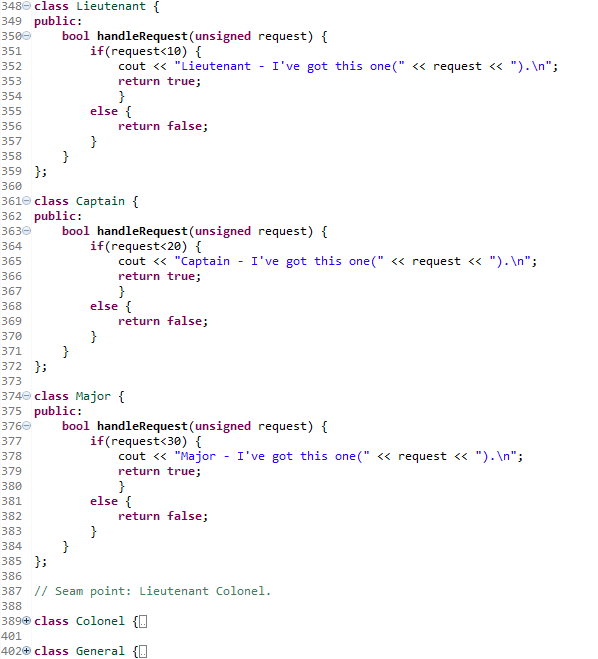 348 class Lieutenant {
349 public:
350     bool handleRequest(unsigned request) {
351         if(request<10) {
352             cout << "Lieutenant - I've got this one(" << request << ").\n";
353             return true;
354             }
355         else {
356             return false;
357         }
358     }
359 };
360
361 class Captain {
362 public:
363     bool handleRequest(unsigned request) {
364         if(request<20) {
365             cout << "Captain - I've got this one(" << request << ").\n";
366             return true;
367             }
368         else {
369             return false;
370         }
371     }
372 };
373
374 class Major {
375 public:
376     bool handleRequest(unsigned request) {
377         if(request<30) {
378             cout << "Major - I've got this one(" << request << ").\n";
379             return true;
380             }
381         else {
382             return false;
383         }
384     }
385 };
386
387 // Seam point: Lieutenant Colonel.
388
389 class Colonel {
401
402 class General {